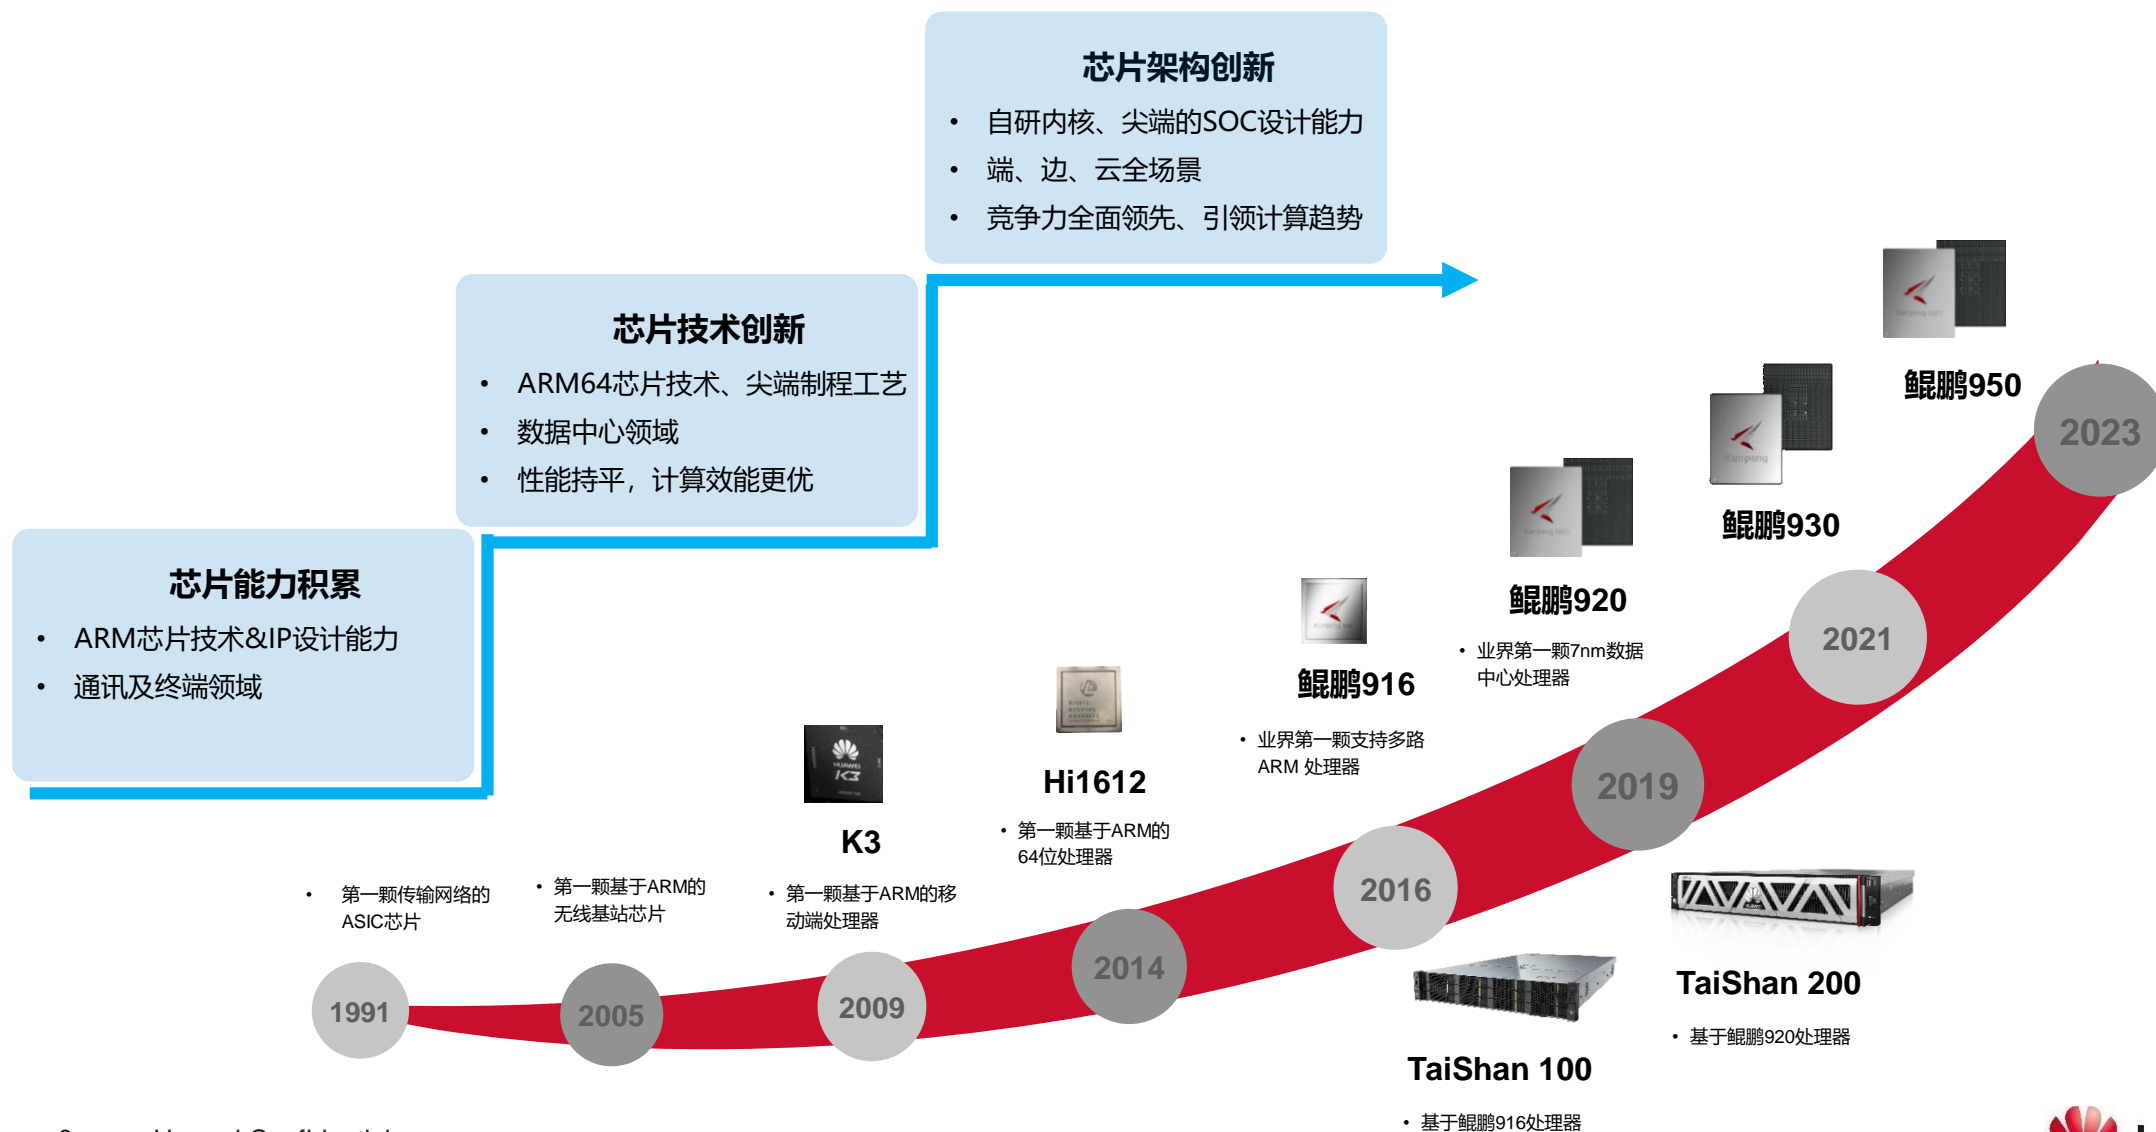 芯片架构创新
• 自研内核、尖端的SOC设计能力
• 端、边、云全场景
• 竞争力全面领先、引领计算趋势
芯片技术创新
• ARM64芯片技术、尖端制程工艺
• 数据中心领域
• 性能持平，计算效能更优
芯片能力积累
• ARM芯片技术&IP设计能力
• 通讯及终端领域
• 第一颗传输网络的
ASIC芯片
1991
• 第一颗基于ARM的
无线基站芯片
2005
HUAWEI
K3
K3
• 第一颗基于ARM的移
动端处理器
2009
Hi1612
• 第一颗基于ARM的
64位处理器
2014
鲲鹏916
• 业界第一颗支持多路
ARM 处理器
2016
鲲鹏920
• 业界第一颗7nm数据
中心处理器
2019
Kunpeng
鲲鹏930
2021
鲲鹏950
2023
TaiShan 100
• 基于鲲鹏916处理器
TaiShan 200
• 基于鲲鹏920处理器